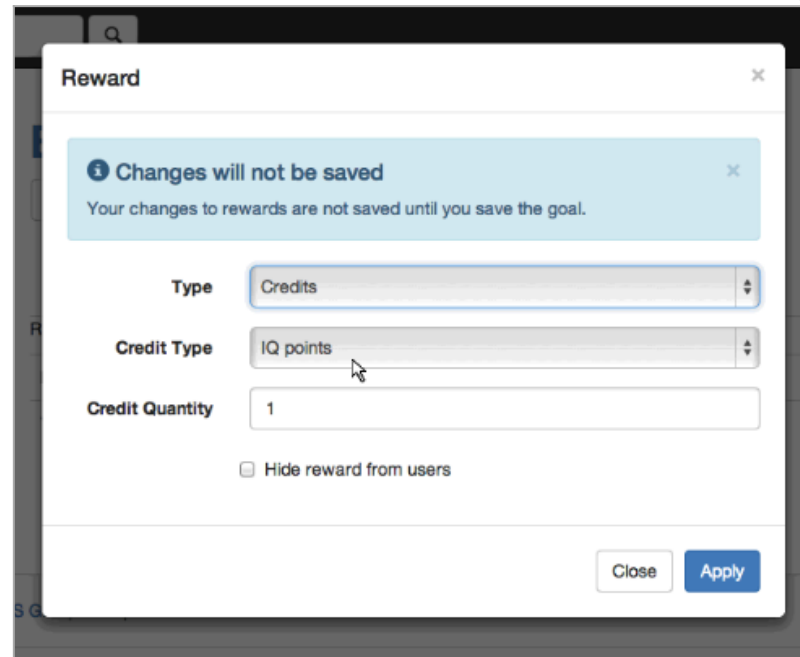 Reward
Changes will not be saved
Your changes to rewards are not saved until you save the goal.
Type Credits
Credit Type IQ points
Credit Quantity 1
Hide reward from users
Close Apply